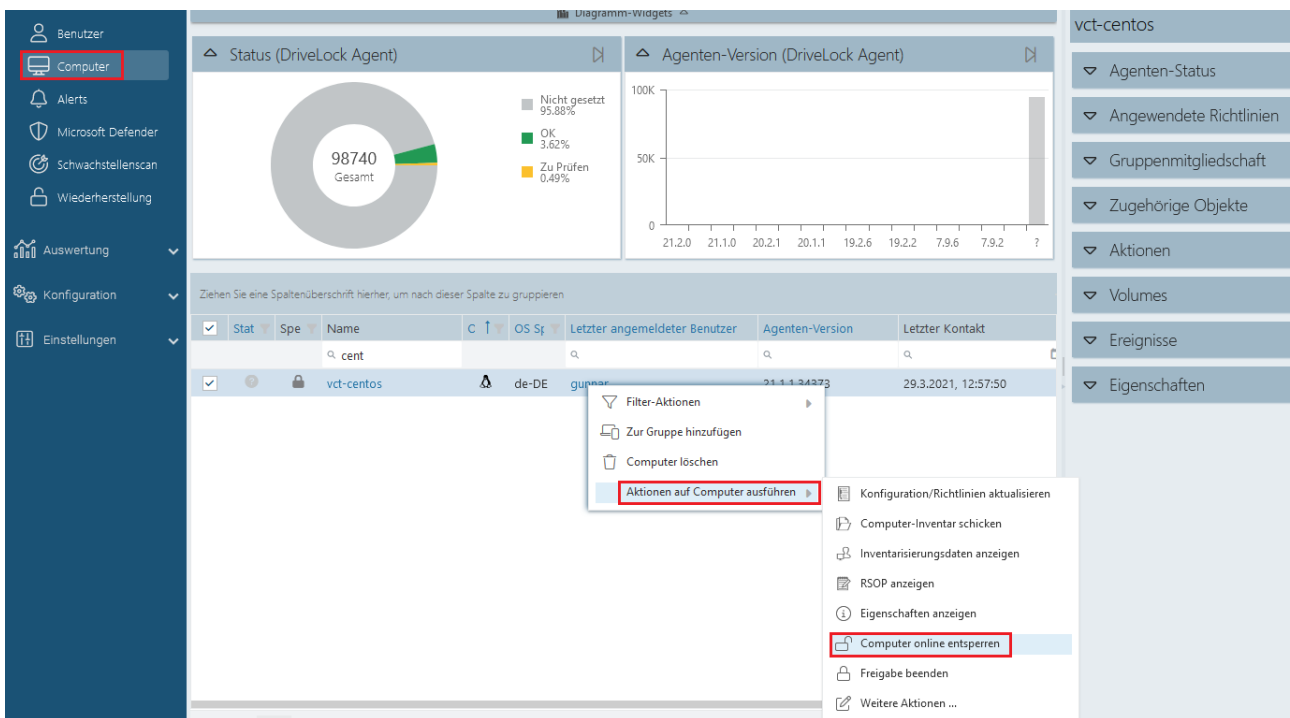 Diagramm-Widgets
Benutzer
Computer
Alerts
Microsoft Defender
Schwachstellenscan
Wiederherstellung
Auswertung
Konfiguration
Einstellungen
Status (DriveLock Agent)
98740
Gesamt
Nicht gesetzt
95.88%
OK
3.62%
Zu Prüfen
0.49%
Agenten-Version (DriveLock Agent)
100K
50K
0
21.2.0 21.1.0 20.2.1 20.1.1 19.2.6 19.2.2 7.9.6 7.9.2 ?
Ziehen Sie eine Spaltenüberschrift hierher, um nach dieser Spalte zu gruppieren
Stat Spe Name C OS Sp Letzter angemeldeter Benutzer Agenten-Version Letzter Kontakt
cent
vct-centos de-DE gunnar 21.1.1.34373 29.3.2021, 12:57:50
Filter-Aktionen
Zur Gruppe hinzufügen
Computer löschen
Aktionen auf Computer ausführen
Konfiguration/Richtlinien aktualisieren
Computer-Inventar schicken
Inventarisierungsdaten anzeigen
RSOP anzeigen
Eigenschaften anzeigen
Computer online entsperren
Freigabe beenden
Weitere Aktionen ...
vct-centos
Agenten-Status
Angewendete Richtlinien
Gruppenmitgliedschaft
Zugehörige Objekte
Aktionen
Volumes
Ereignisse
Eigenschaften